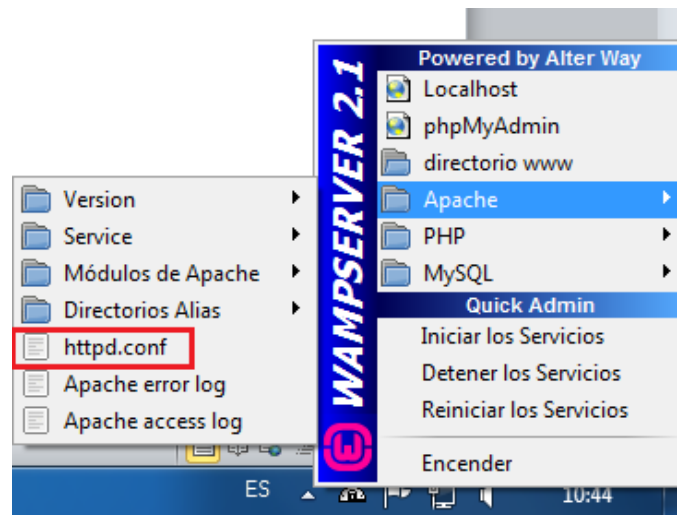 Powered by Alter Way
Localhost
phpMyAdmin
directorio www
Apache
PHP
MySQL
Quick Admin
Iniciar los Servicios
Detener los Servicios
Reiniciar los Servicios
Encender
WAMPSERVER 2.1
Version
Service
Módulos de Apache
Directorios Alias
httpd.conf
Apache error log
Apache access log
ES
10:44